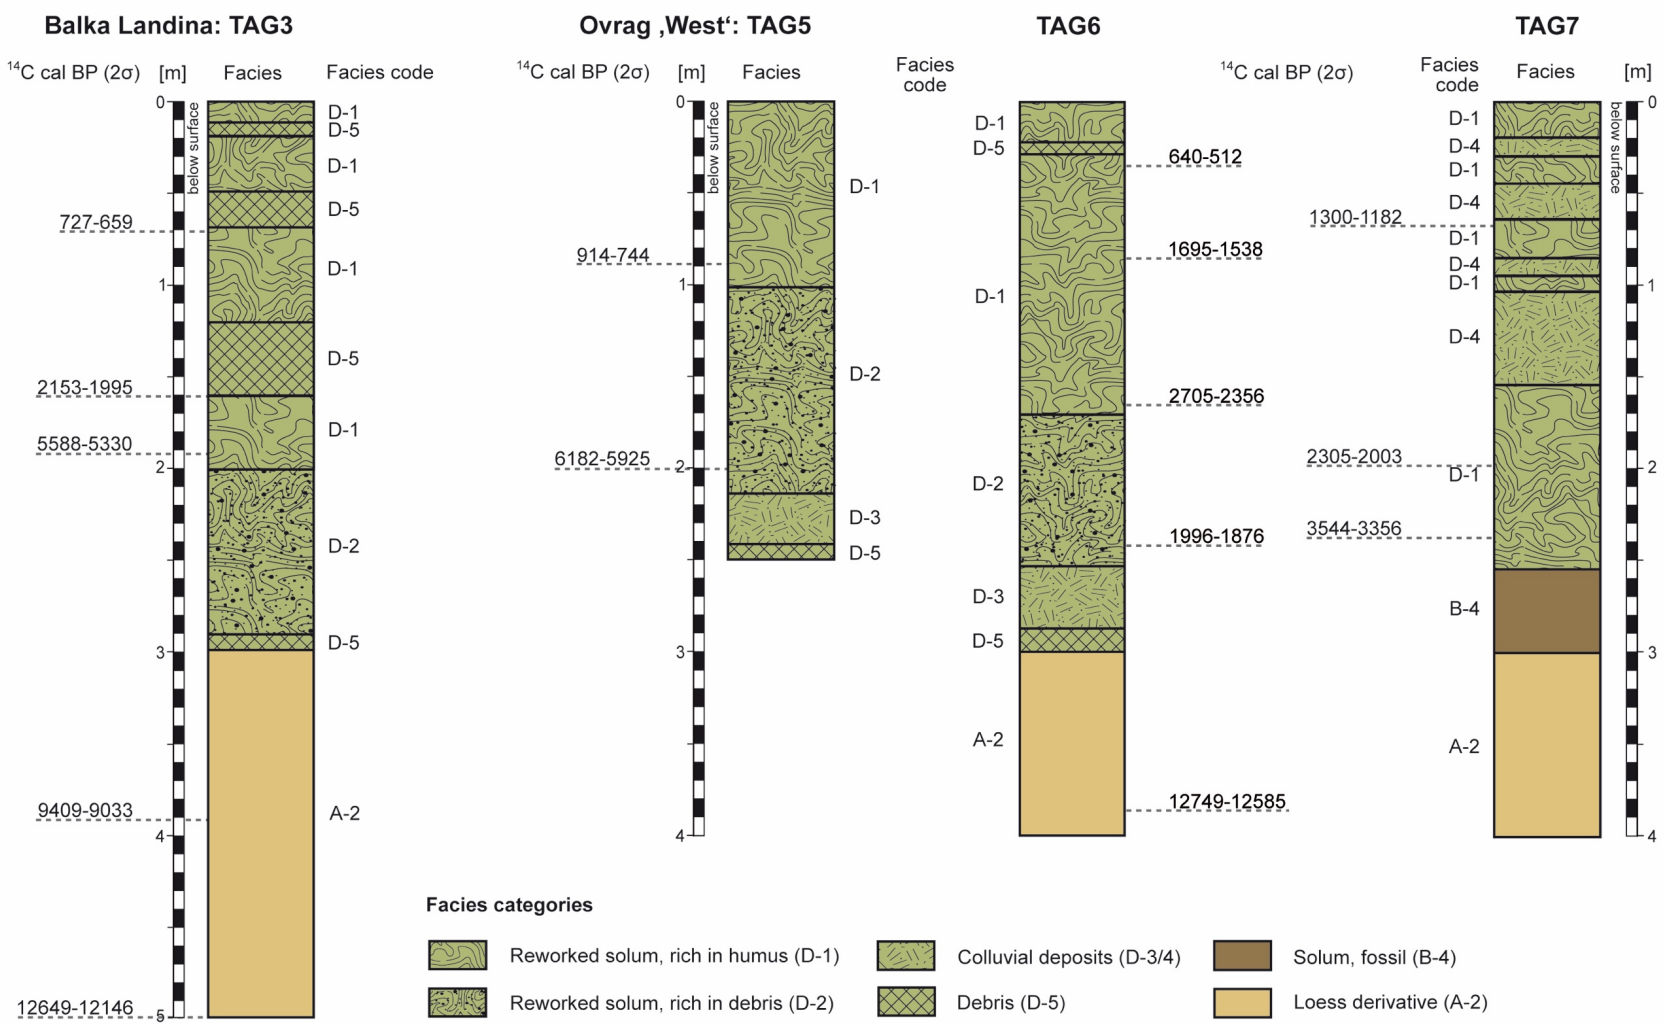 Balka Landina: TAG3
Ovrag ‚West‘: TAG5
TAG6
TAG7
14C cal BP (2σ) [m] Facies Facies code
14C cal BP (2σ) [m] Facies
Facies
code
14C cal BP (2σ)
Facies
code
Facies [m]
0
below surface
1
2
3
4
5
727-659
2153-1995
5588-5330
9409-9033
12649-12146
D-1
D-5
D-1
D-5
D-1
D-5
D-1
D-2
D-5
A-2
0
below surface
1
2
3
4
914-744
6182-5925
D-1
D-2
D-3
D-5
D-1
D-5
D-1
D-2
D-3
D-5
A-2
640-512
1695-1538
2705-2356
1996-1876
12749-12585
1300-1182
2305-2003
3544-3356
D-1
D-4
D-1
D-4
D-1
D-4
D-1
D-4
D-1
B-4
A-2
0
below surface
1
2
3
4
Facies categories
Reworked solum, rich in humus (D-1)
Colluvial deposits (D-3/4)
Solum, fossil (B-4)
Reworked solum, rich in debris (D-2)
Debris (D-5)
Loess derivative (A-2)